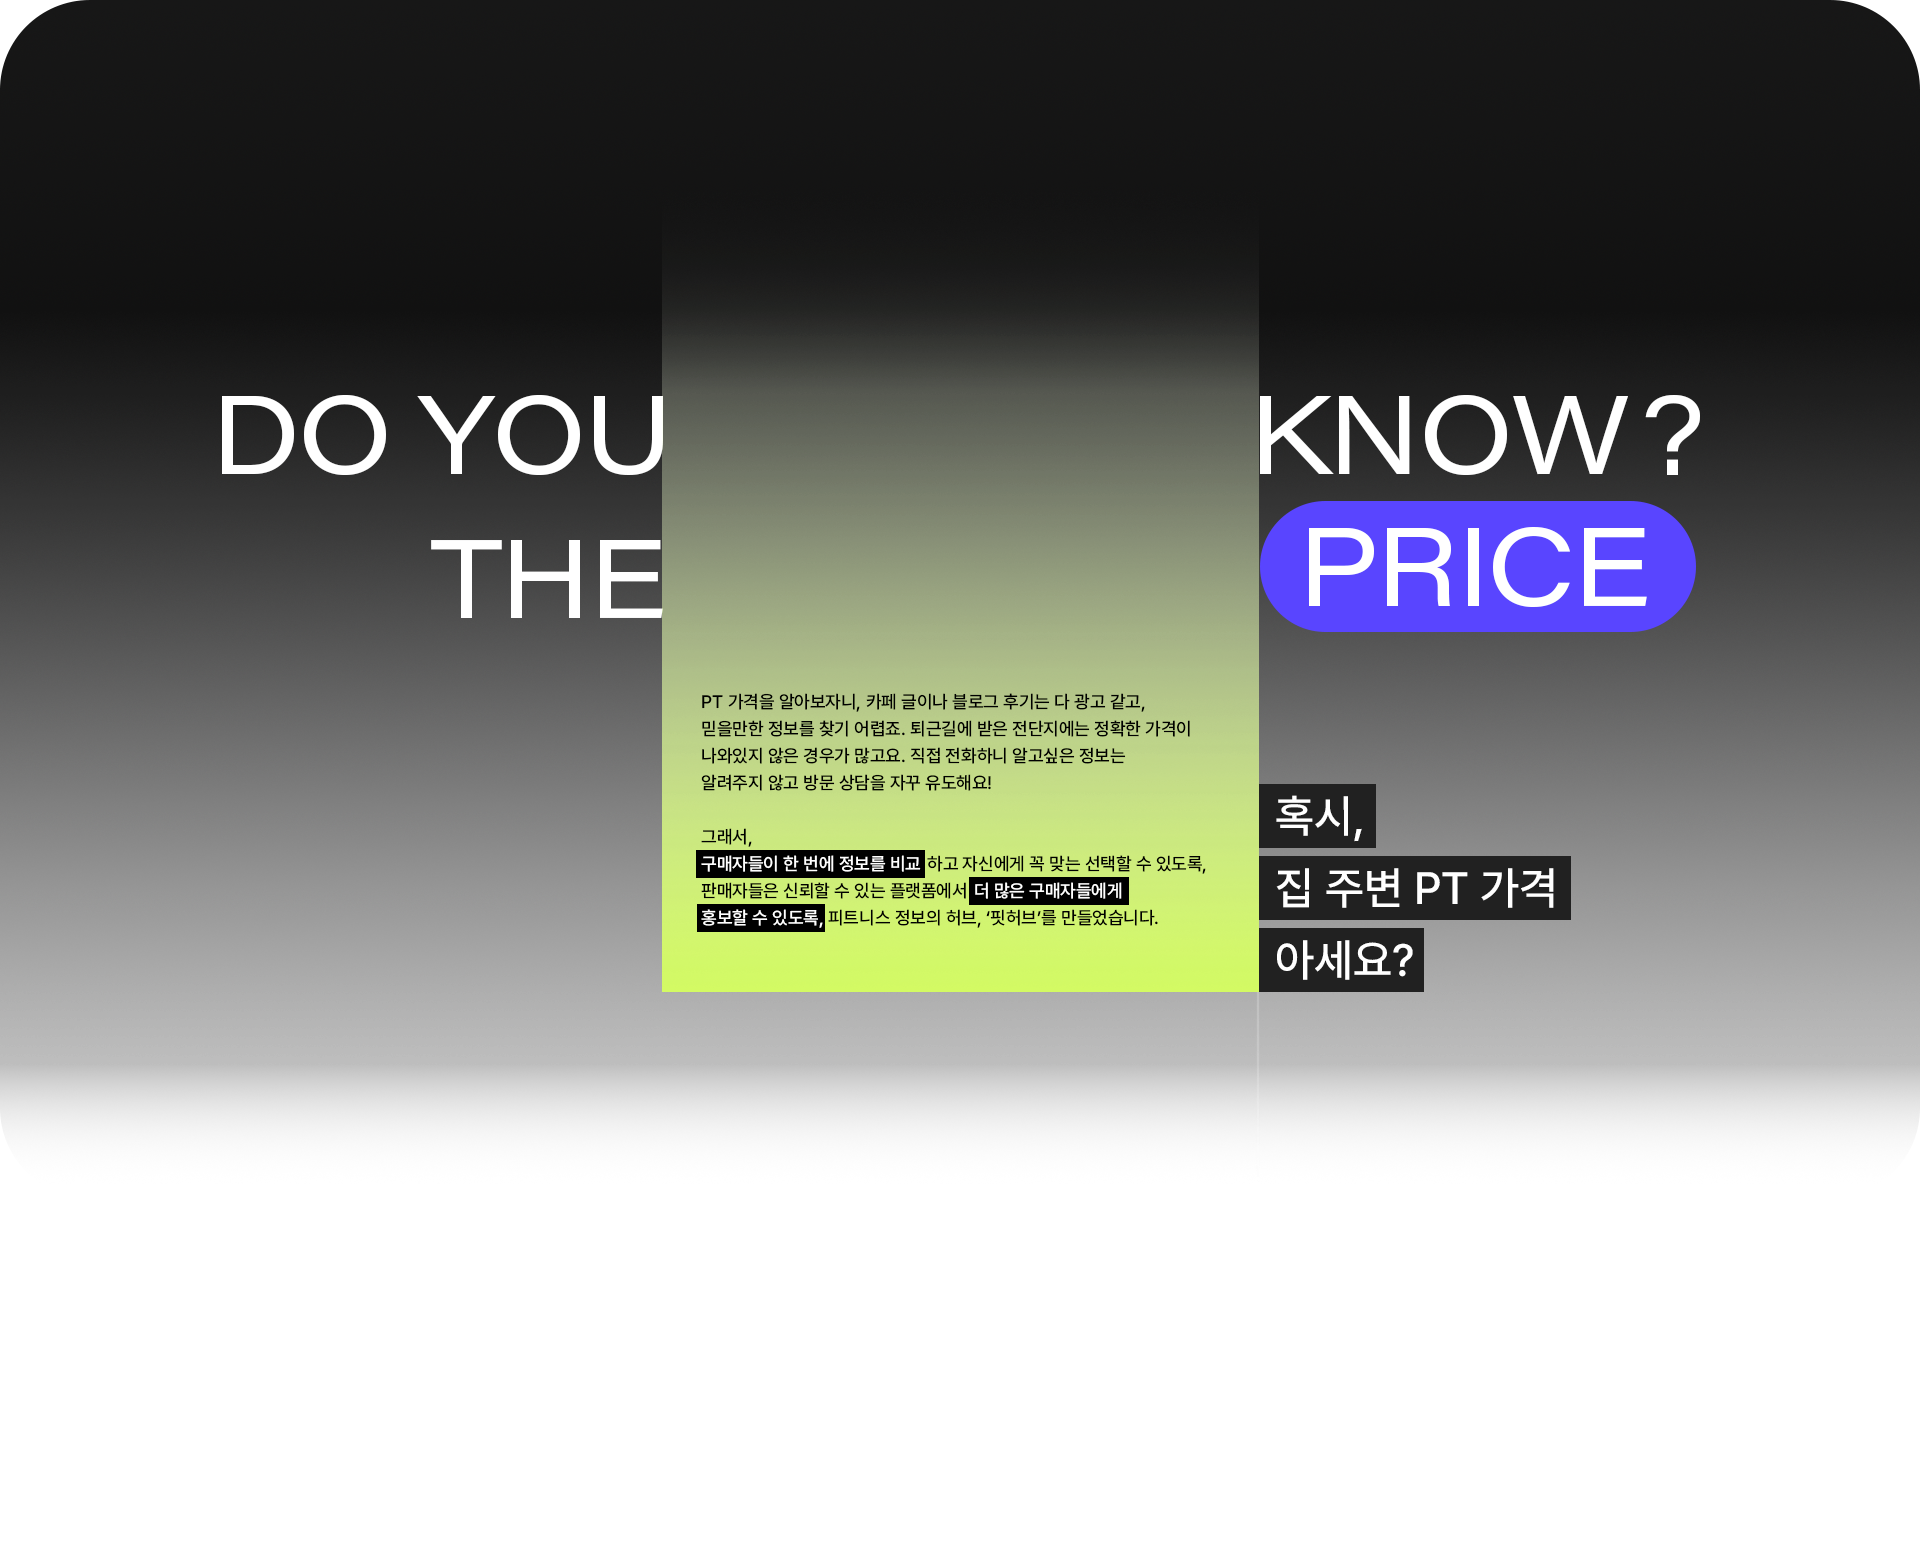 DO YOU KNOW?
THE PRICE
PT 가격을 알아보자니, 카페 글이나 블로그 후기는 다 광고 같고,
믿을만한 정보를 찾기 어렵죠. 퇴근길에 받은 전단지에는 정확한 가격이
나와있지 않은 경우가 많고요. 직접 전화하니 알고싶은 정보는
알려주지 않고 방문 상담을 자꾸 유도해요!
그래서,
구매자들이 한 번에 정보를 비교 하고 자신에게 꼭 맞는 선택할 수 있도록,
판매자들은 신뢰할 수 있는 플랫폼에서 더 많은 구매자들에게
홍보할 수 있도록, 피트니스 정보의 허브, ‘핏허브’를 만들었습니다.
혹시,
집 주변 PT 가격
아세요?